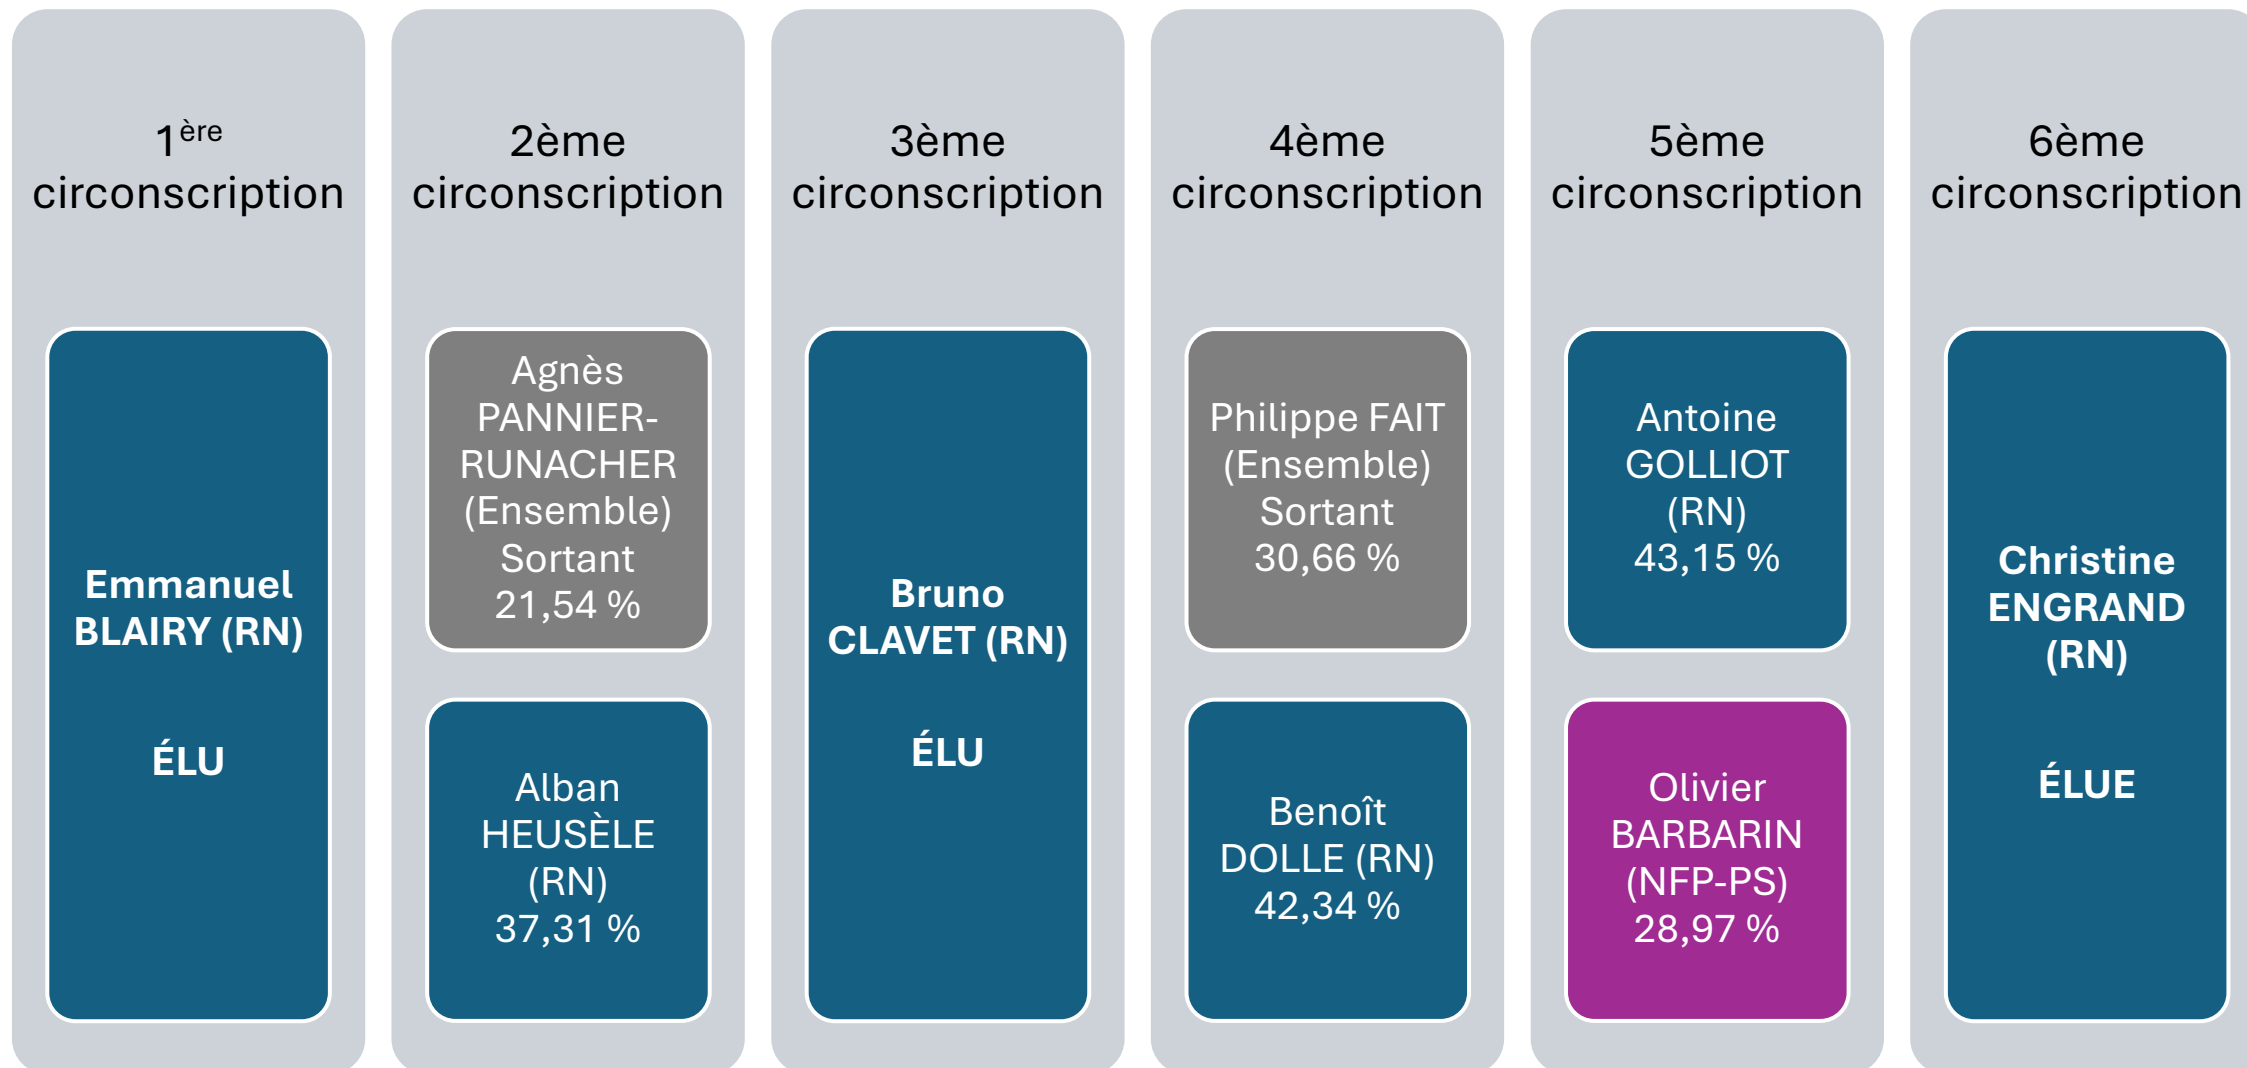 1ère
circonscription
Emmanuel
BLAIRY (RN)
ÉLU
2ème
circonscription
Agnès
PANNIER-
RUNACHER
(Ensemble)
Sortant
21,54 %
Alban
HEUSÈLE
(RN)
37,31 %
3ème
circonscription
Bruno
CLAVET (RN)
ÉLU
4ème
circonscription
Philippe FAIT
(Ensemble)
Sortant
30,66 %
Benoît
DOLLE (RN)
42,34 %
5ème
circonscription
Antoine
GOLLIOT
(RN)
43,15 %
Olivier
BARBARIN
(NFP-PS)
28,97 %
6ème
circonscription
Christine
ENGRAND
(RN)
ÉLUE